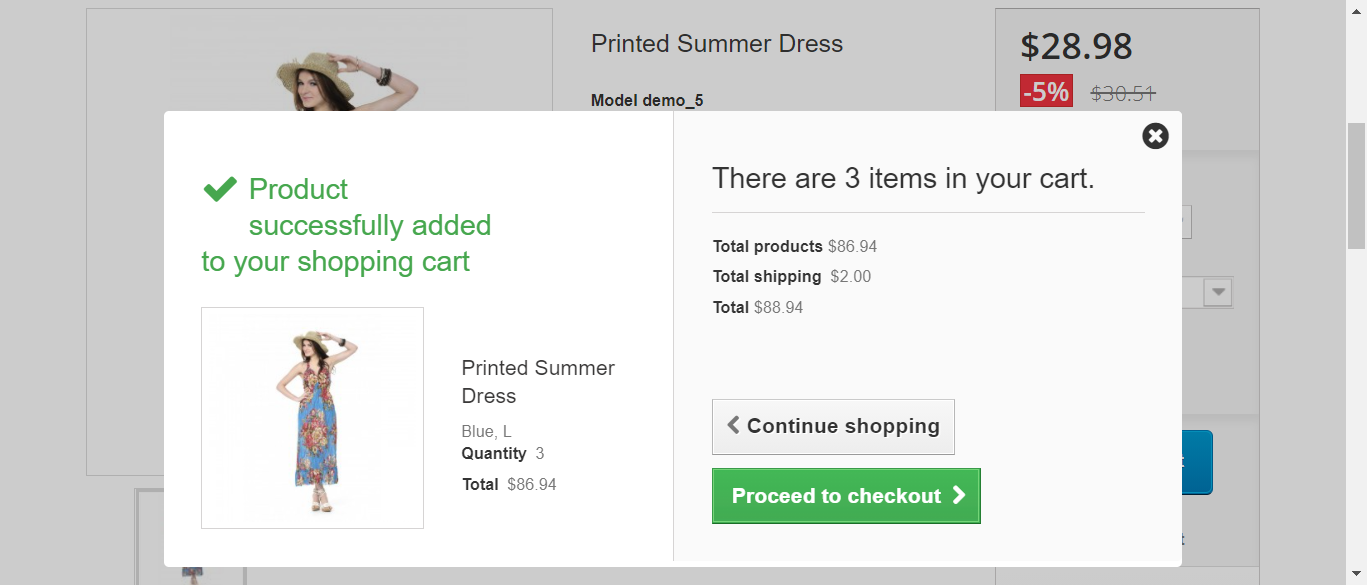 Printed Summer Dress
Model demo_5
$28.98
-5% $30.51
Product
successfully added
to your shopping cart
Printed Summer
Dress
Blue, L
Quantity 3
Total $86.94
There are 3 items in your cart.
Total products $86.94
Total shipping $2.00
Total $88.94
Continue shopping
Proceed to checkout